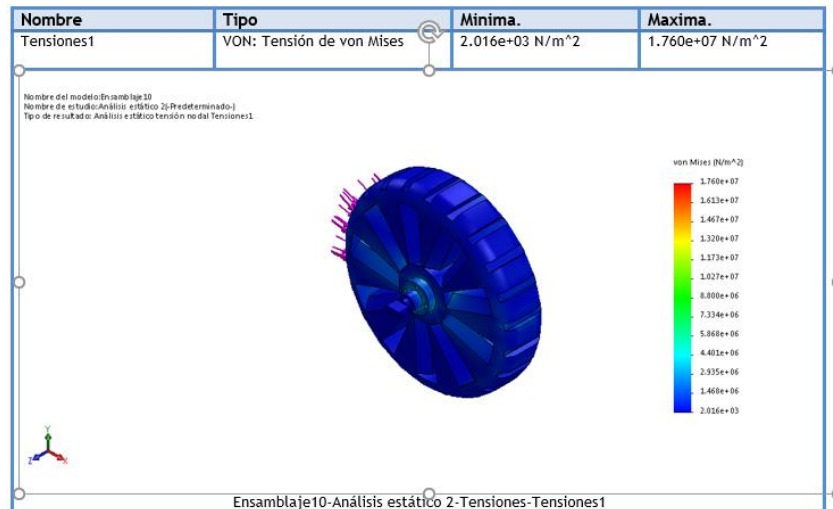 Nombre Tipo Minima. Maxima.
Tensiones1 VON: Tensión de von Mises 2.016e+03 N/m^2 1.760e+07 N/m^2
Nombre del modelo:Ensamblaje10
Nombre de estudio:Análisis estático 2(-Predeterminado-)
Tipo de resultado: Análisis estático tensión nodal Tensiones1
von Mises (N/m^2)
1.760e+07
1.613e+07
1.467e+07
1.320e+07
1.173e+07
1.027e+07
8.800e+06
7.334e+06
5.868e+06
4.401e+06
2.935e+06
1.468e+06
2.016e+03
Y
Z X
Ensamblaje10-Análisis estático 2-Tensiones-Tensiones1